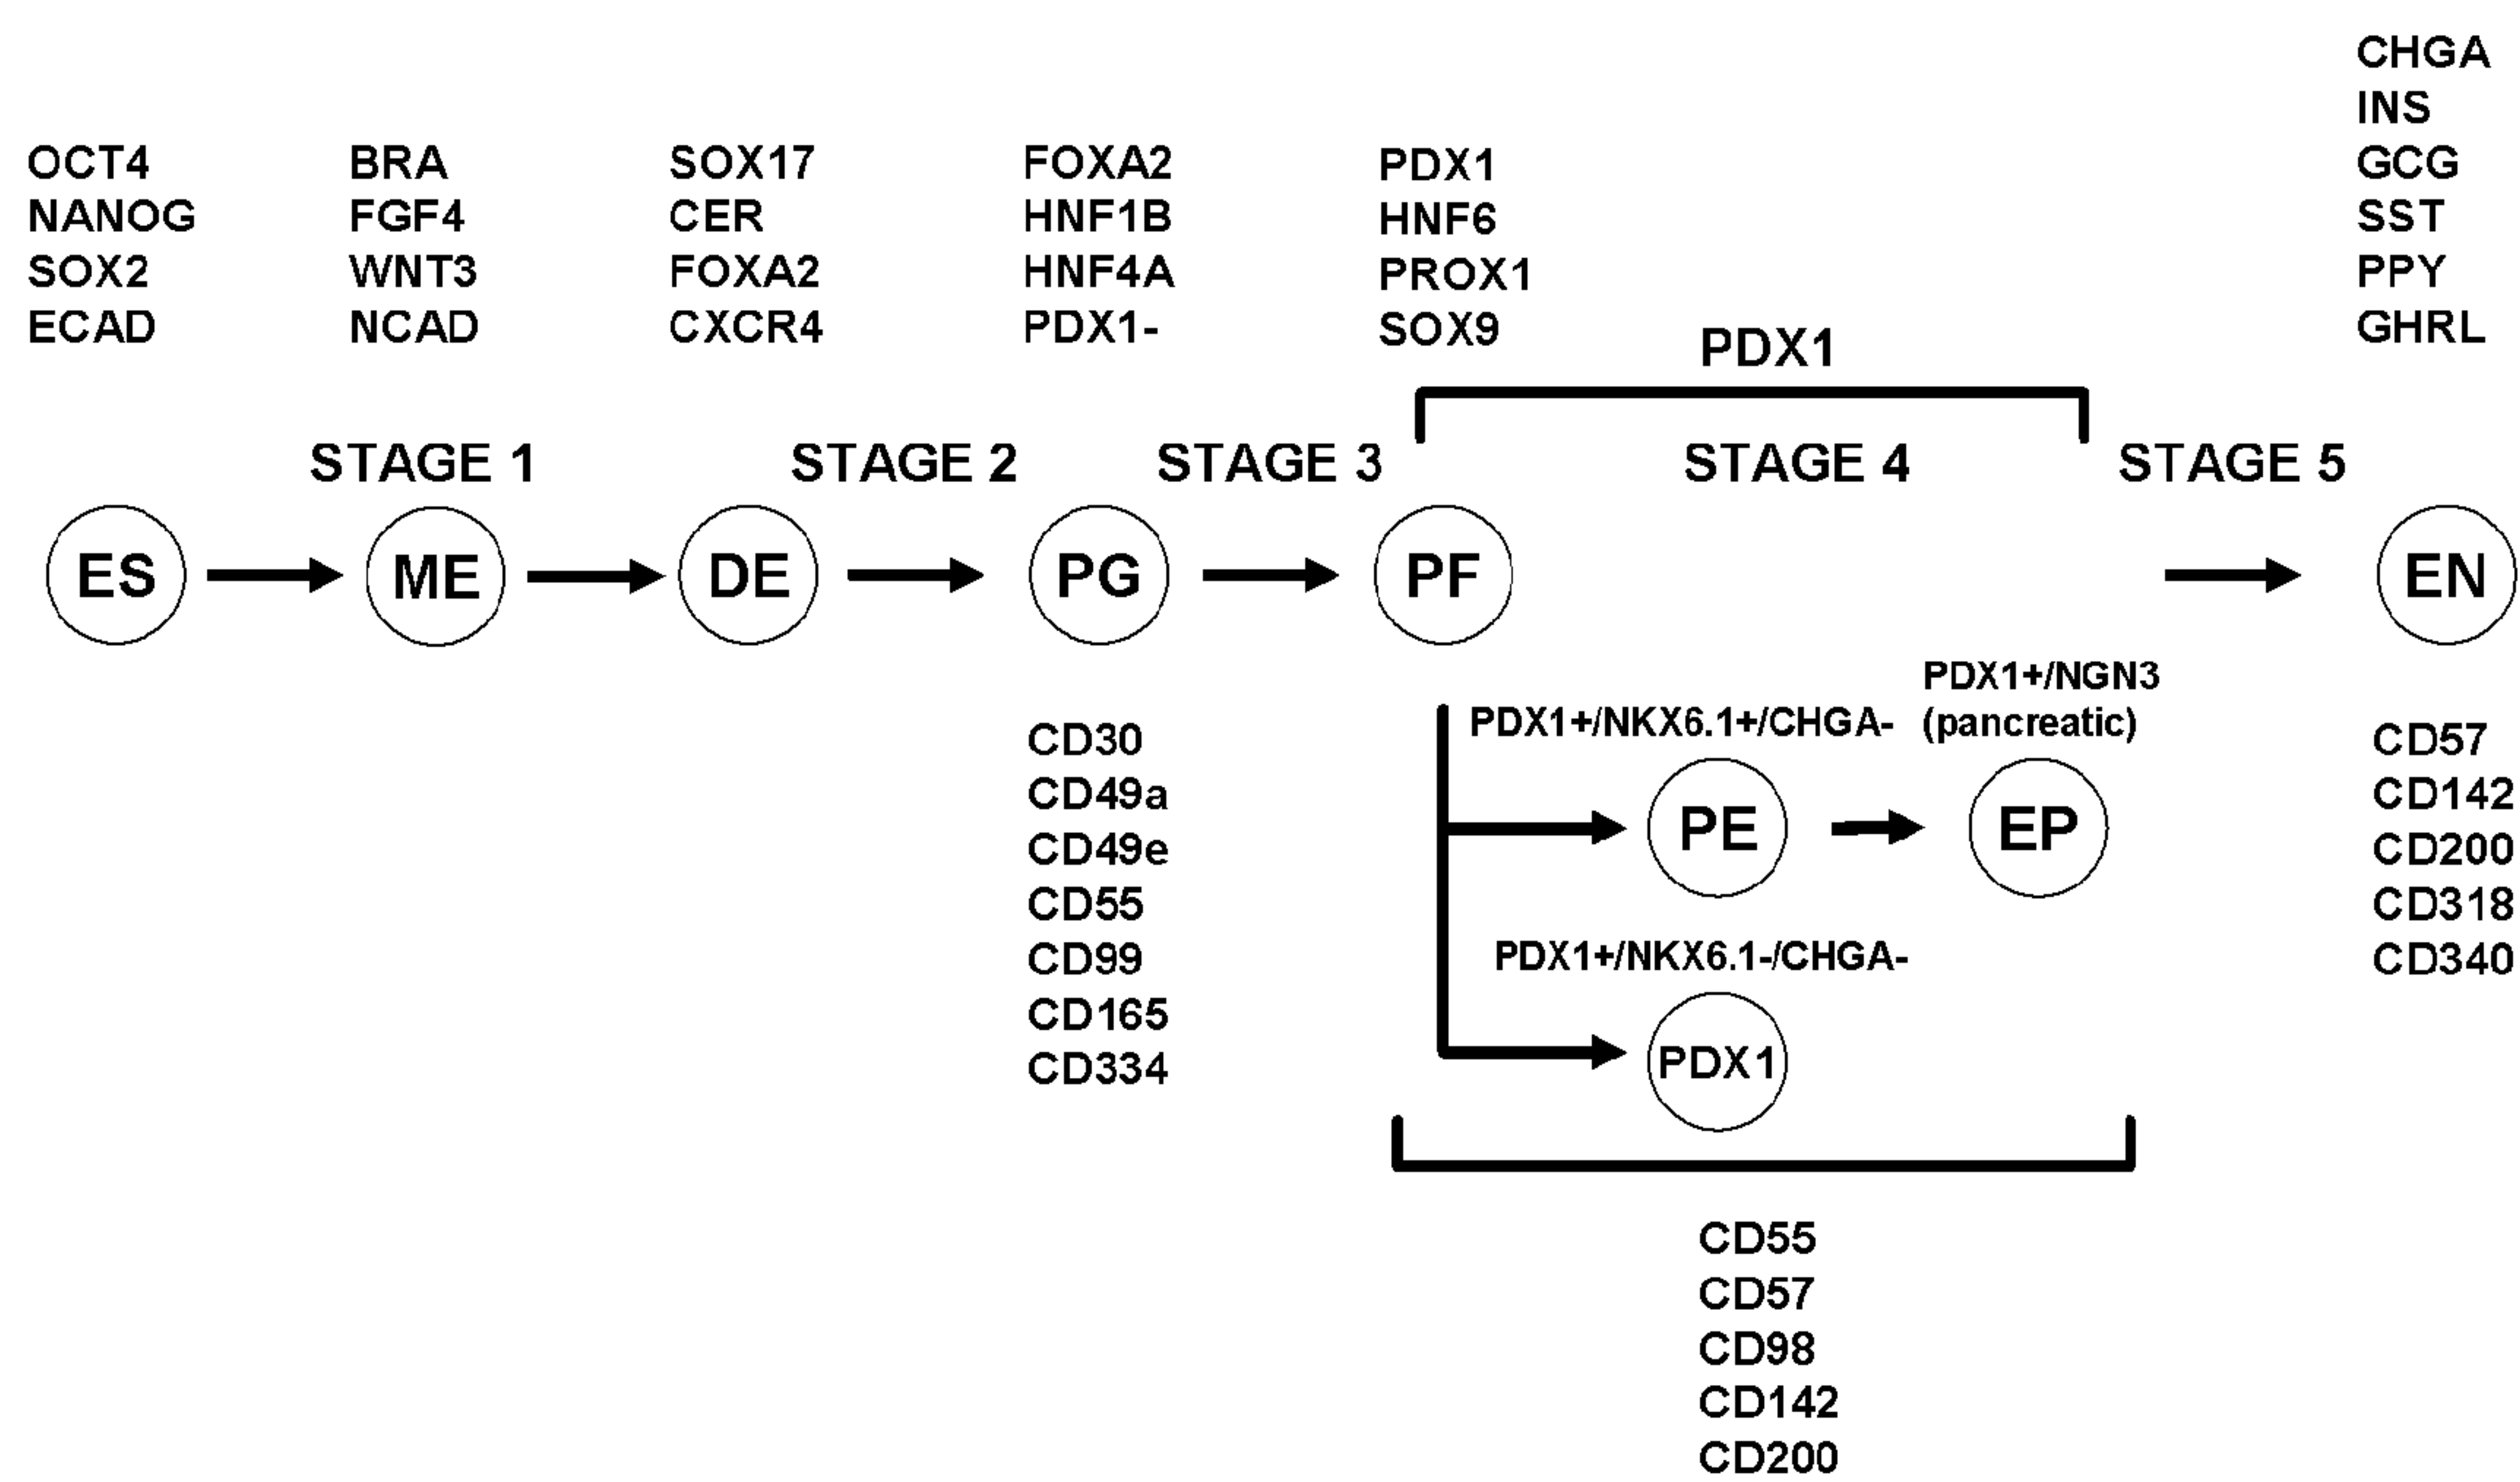 OCT4
NANOG
SOX2
ECAD
BRA
FGF4
WNT3
NCAD
SOX17
CER
FOXA2
CXCR4
FOXA2
HNF1B
HNF4A
PDX1-
PDX1
HNF6
PROX1
SOX9
PDX1
CHGA
INS
GCG
SST
PPY
GHRL
STAGE 1
STAGE 2
STAGE 3
STAGE 4
STAGE 5
ES
ME
DE
PG
PF
EN
CD30
CD49a
CD49e
CD55
CD99
CD165
CD334
PDX1+/NKX6.1+/CHGA-
PDX1+/NGN3
(pancreatic)
PE
EP
PDX1+/NKX6.1-/CHGA-
PDX1
CD57
CD142
CD200
CD318
CD340
CD55
CD57
CD98
CD142
CD200